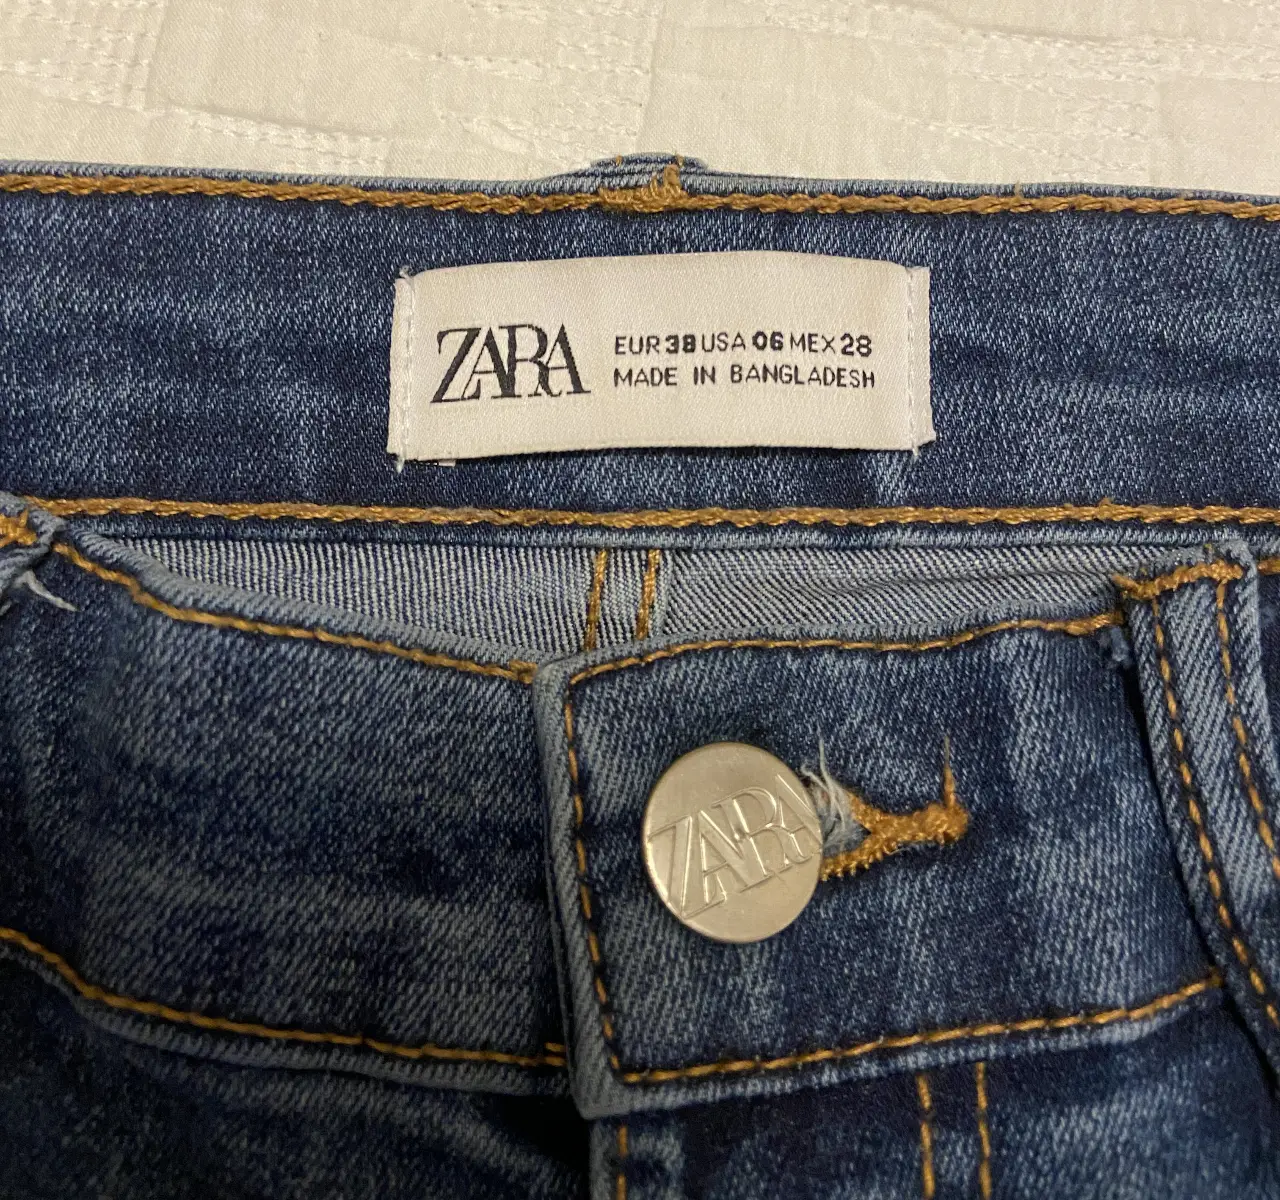 ZARA
EUR 38 USA 06 MEX 28
MADE IN BANGLADESH
ZARA